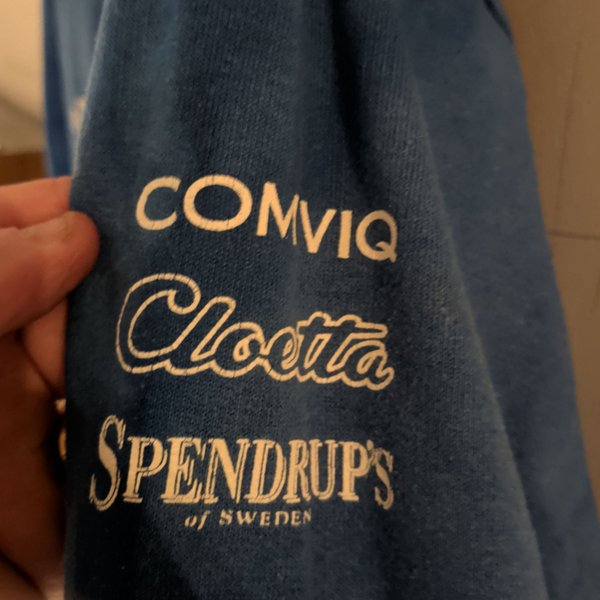 COMVIQ
Cloetta
SPENDRUP'S
of SWEDEN